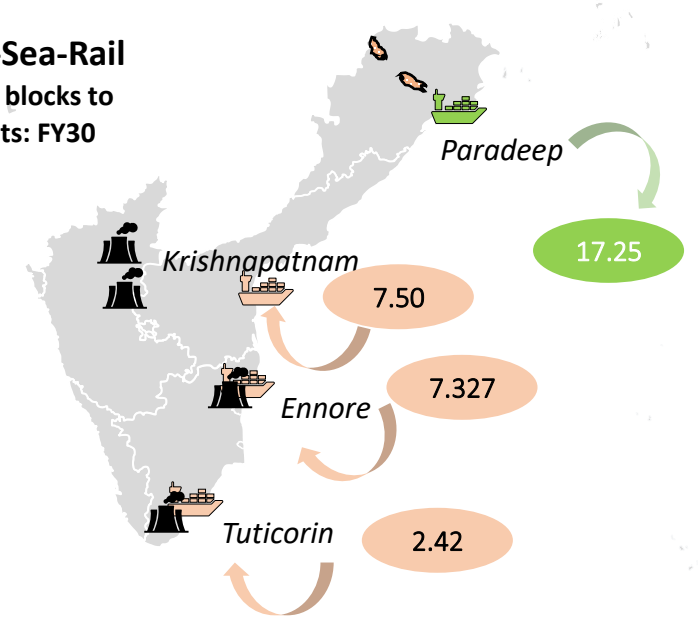 -Sea-Rail
blocks to
ts: FY30
Paradeep
17.25
Krishnapatnam
7.50
7.327
Ennore
Tuticorin
2.42